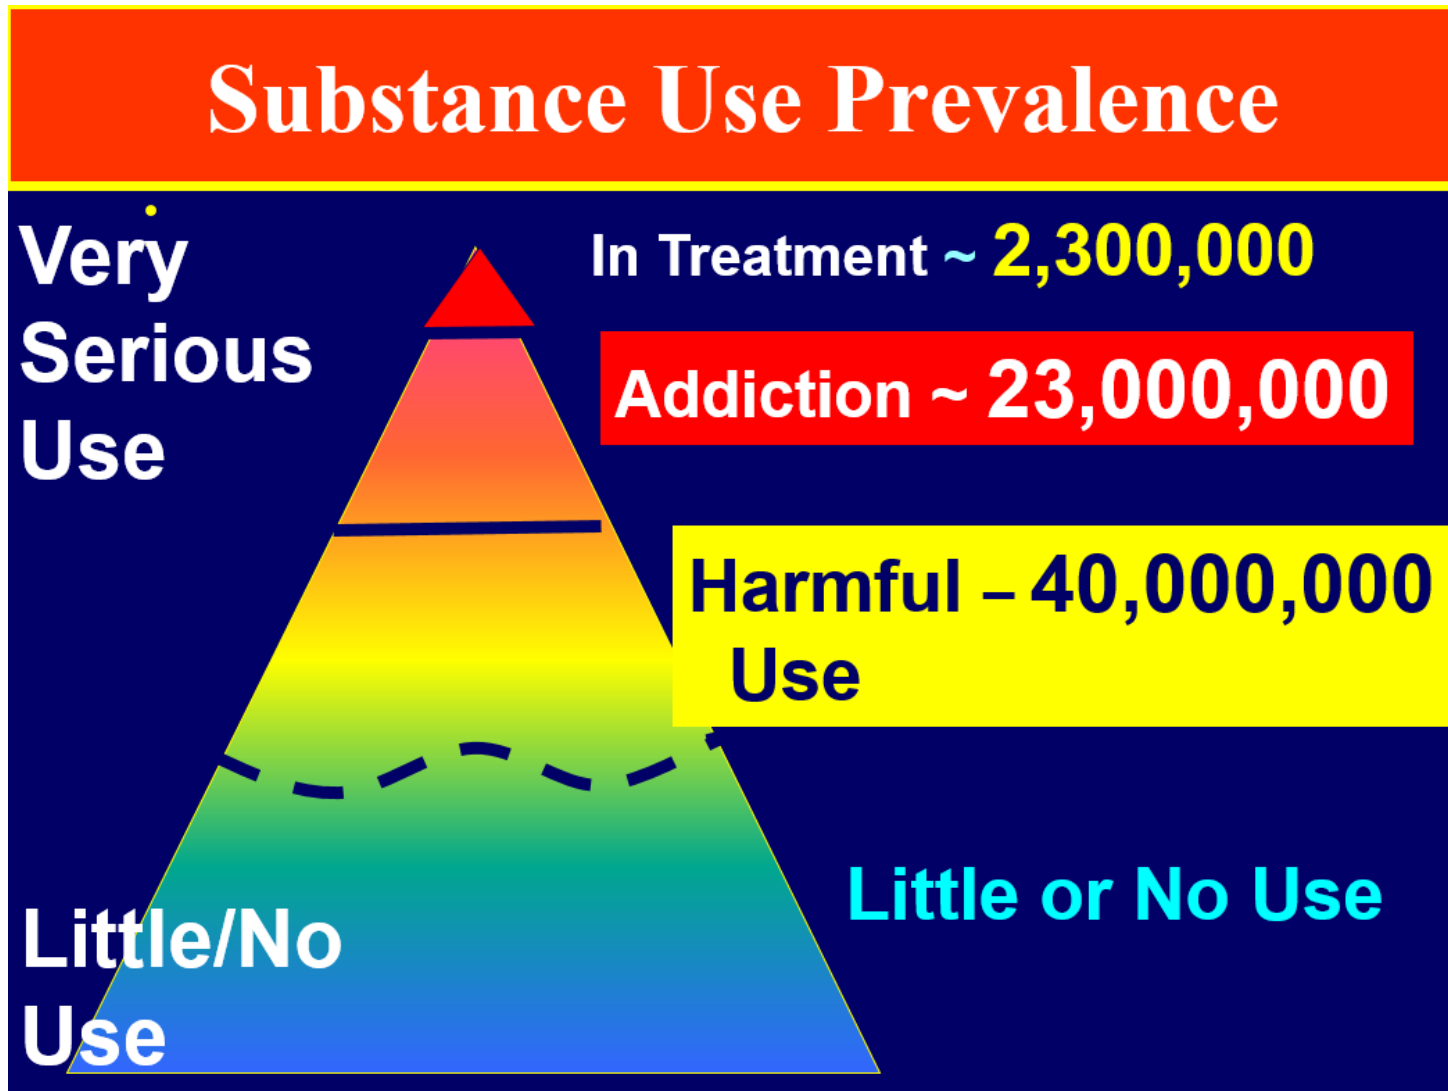 Substance Use Prevalence
Very
Serious
Use
In Treatment ~ 2,300,000
Addiction ~ 23,000,000
Harmful – 40,000,000
Use
Little or No Use
Little/No
Use